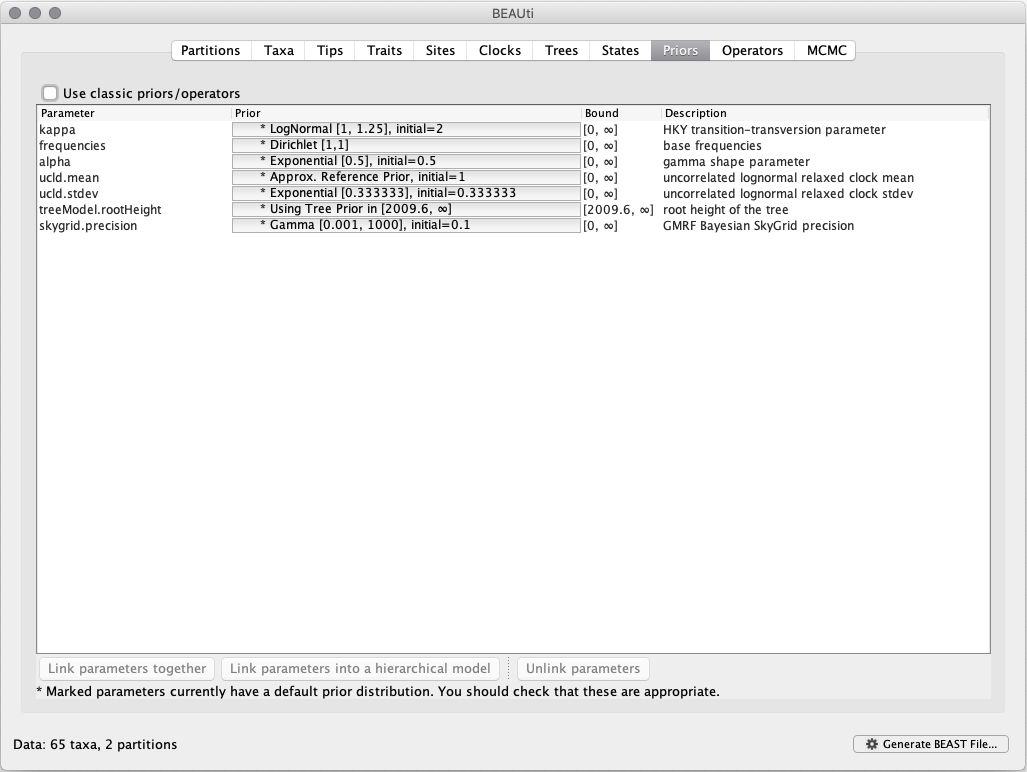 BEAUti
Partitions Taxa Tips Traits Sites Clocks Trees States Priors Operators MCMC
Use classic priors/operators
Parameter Prior Bound Description
kappa * LogNormal [1, 1.25], initial=2 [0, ∞] HKY transition-transversion parameter
frequencies * Dirichlet [1,1] [0, ∞] base frequencies
alpha * Exponential [0.5], initial=0.5 [0, ∞] gamma shape parameter
ucld.mean * Approx. Reference Prior, initial=1 [0, ∞] uncorrelated lognormal relaxed clock mean
ucld.stdev * Exponential [0.333333], initial=0.333333 [0, ∞] uncorrelated lognormal relaxed clock stdev
treeModel.rootHeight * Using Tree Prior in [2009.6, ∞] [2009.6, ∞] root height of the tree
skygrid.precision * Gamma [0.001, 1000], initial=0.1 [0, ∞] GMRF Bayesian SkyGrid precision
Link parameters together Link parameters into a hierarchical model Unlink parameters
* Marked parameters currently have a default prior distribution. You should check that these are appropriate.
Data: 65 taxa, 2 partitions Generate BEAST File...